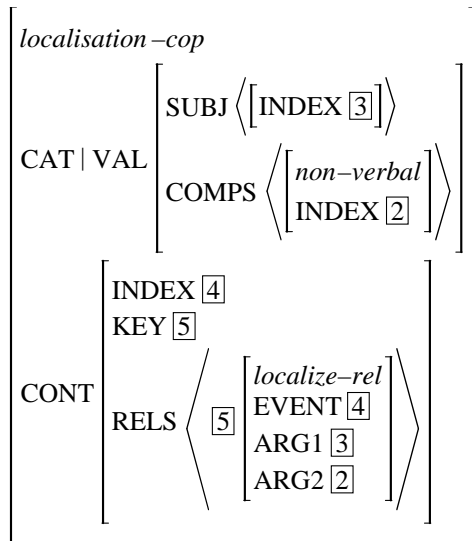 localisation–cop
SUBJ ⟨[INDEX 3]⟩
CAT | VAL
COMPS ⟨[non–verbal
INDEX 2]⟩
INDEX 4
KEY 5
CONT
localize–rel
RELS ⟨ 5 EVENT 4
ARG1 3
ARG2 2 ⟩